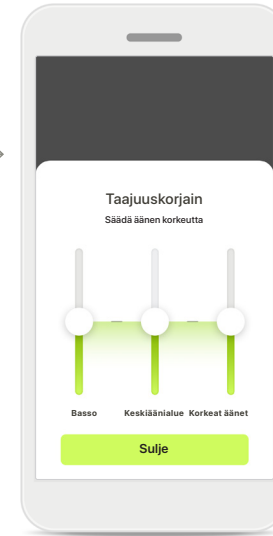 Taajuuskorjain
Säädä äänen korkeutta
Basso Keskiäänialue Korkeat äänet
Sulje